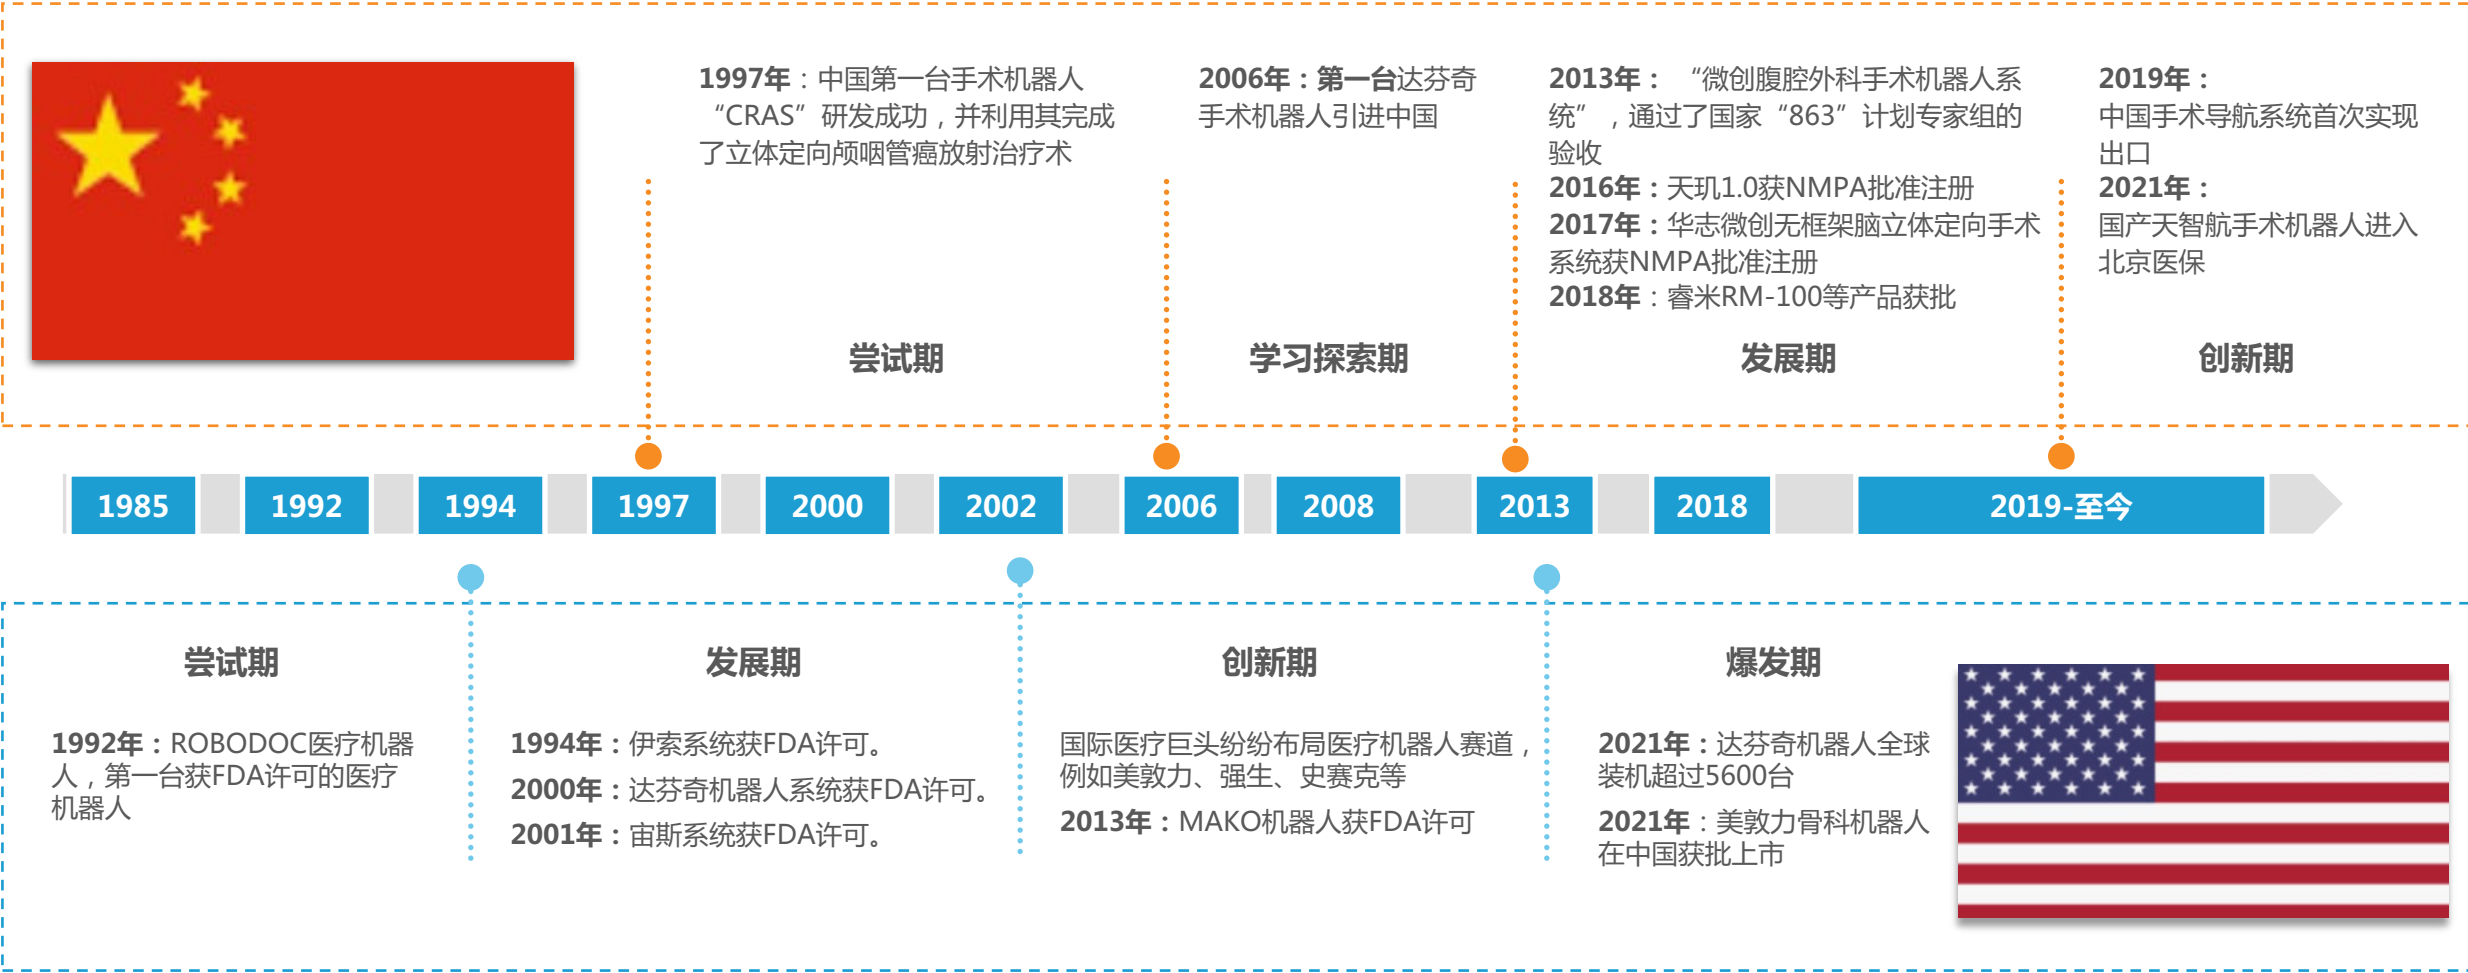 1997年：中国第一台手术机器人
“CRAS”研发成功，并利用其完成
了立体定向颅咽管癌放射治疗术
尝试期
2006年：第一台达芬奇
手术机器人引进中国
学习探索期
2013年： “微创腹腔外科手术机器人系
统”，通过了国家“863”计划专家组的
验收
2016年：天玑1.0获NMPA批准注册
2017年：华志微创无框架脑立体定向手术
系统获NMPA批准注册
2018年：睿米RM-100等产品获批
发展期
2019年：
中国手术导航系统首次实现
出口
2021年：
国产天智航手术机器人进入
北京医保
创新期
1985 1992 1994 1997 2000 2002 2006 2008 2013 2018 2019-至今
尝试期
1992年：ROBODOC医疗机器
人，第一台获FDA许可的医疗
机器人
发展期
1994年：伊索系统获FDA许可。
2000年：达芬奇机器人系统获FDA许可。
2001年：宙斯系统获FDA许可。
创新期
国际医疗巨头纷纷布局医疗机器人赛道，
例如美敦力、强生、史赛克等
2013年：MAKO机器人获FDA许可
爆发期
2021年：达芬奇机器人全球
装机超过5600台
2021年：美敦力骨科机器人
在中国获批上市